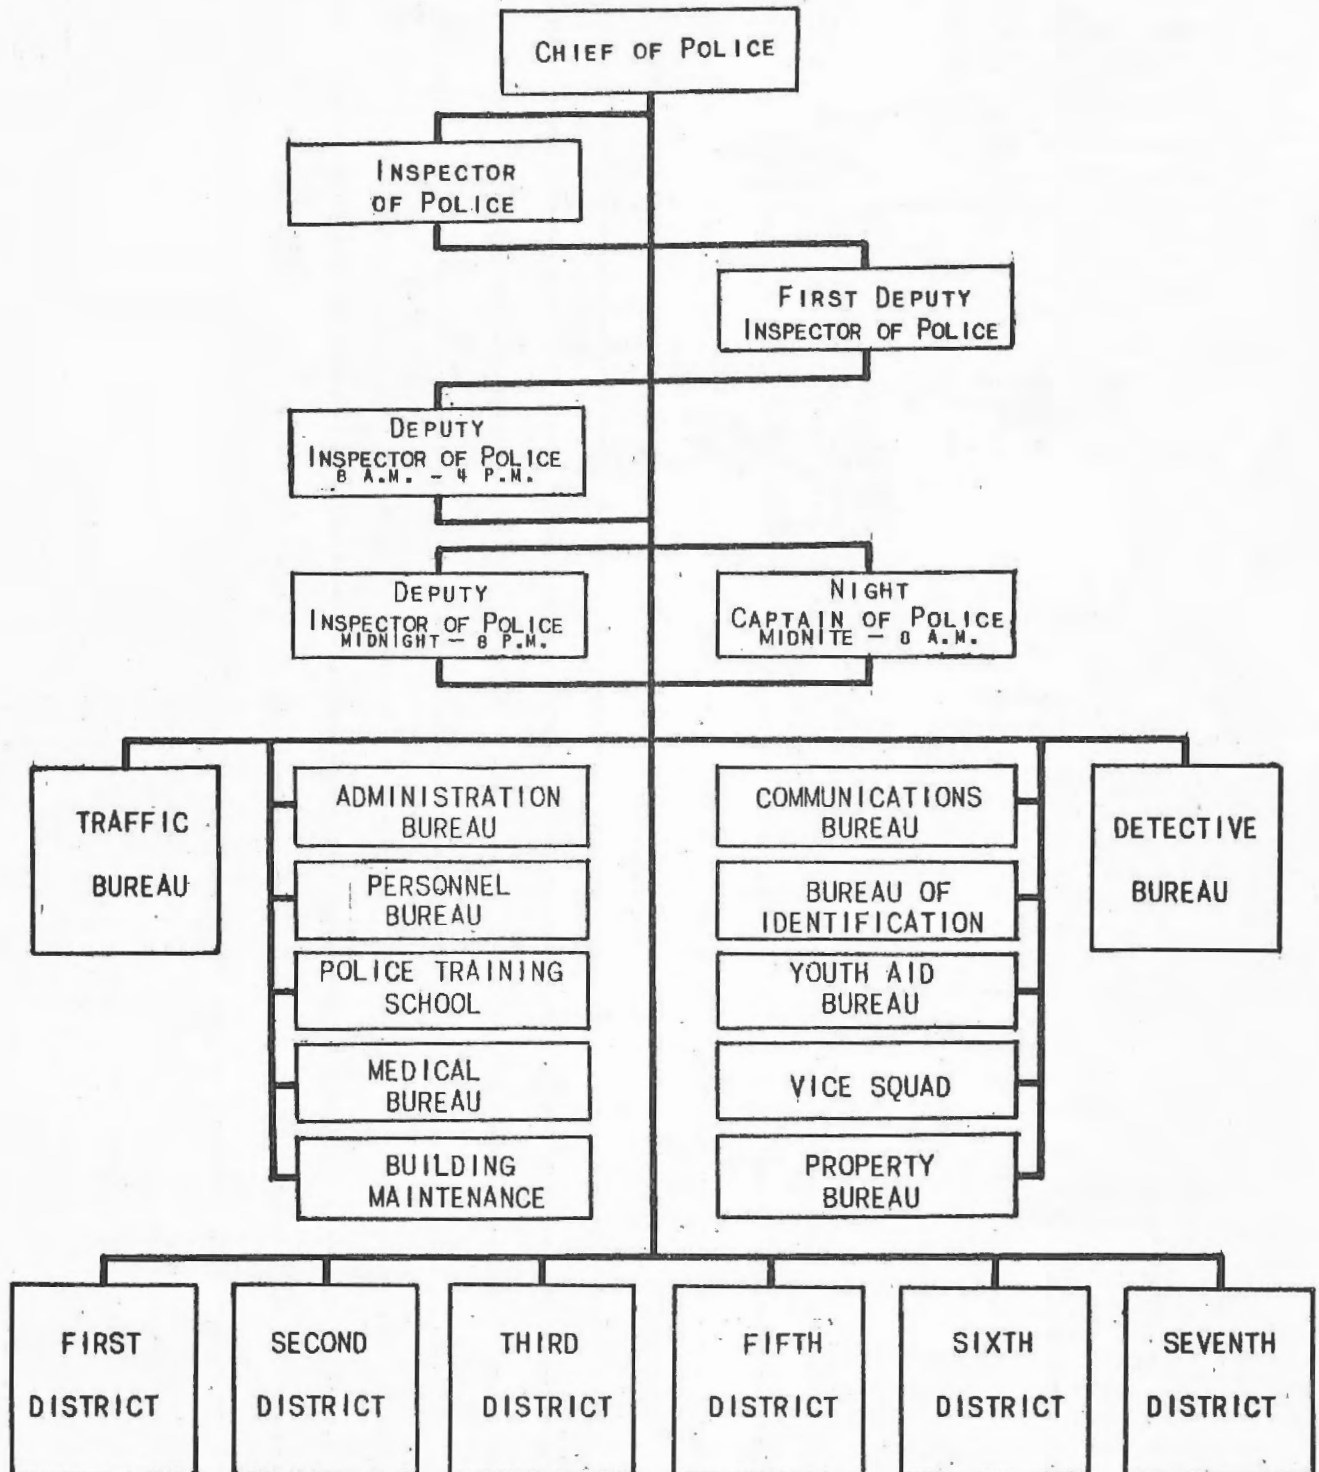 CHIEF OF POLICE
INSPECTOR
OF POLICE
FIRST DEPUTY
INSPECTOR OF POLICE
DEPUTY
INSPECTOR OF POLICE
8 A.M. - 4 P.M.
DEPUTY
INSPECTOR OF POLICE
MIDNIGHT - 8 P.M.
NIGHT
CAPTAIN OF POLICE
MIDNITE - 8 A.M.
TRAFFIC
BUREAU
ADMINISTRATION
BUREAU
PERSONNEL
BUREAU
POLICE TRAINING
SCHOOL
MEDICAL
BUREAU
BUILDING
MAINTENANCE
COMMUNICATIONS
BUREAU
BUREAU OF
IDENTIFICATION
YOUTH AID
BUREAU
VICE SQUAD
PROPERTY
BUREAU
DETECTIVE
BUREAU
FIRST
DISTRICT
SECOND
DISTRICT
THIRD
DISTRICT
FIFTH
DISTRICT
SIXTH
DISTRICT
SEVENTH
DISTRICT